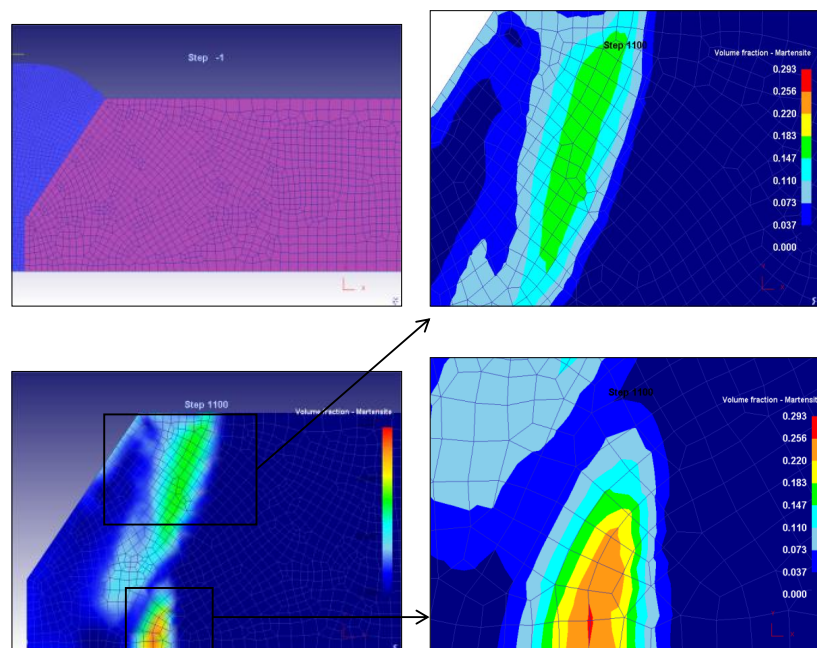 Step -1
Step 1100
Volume fraction - Martensite
0.293
0.256
0.220
0.183
0.147
0.110
0.073
0.037
0.000
x
Step 1100
Volume fraction - Martensite
x
Step 1100
Volume fraction - Martensit
0.293
0.256
0.220
0.183
0.147
0.110
0.073
0.037
0.000